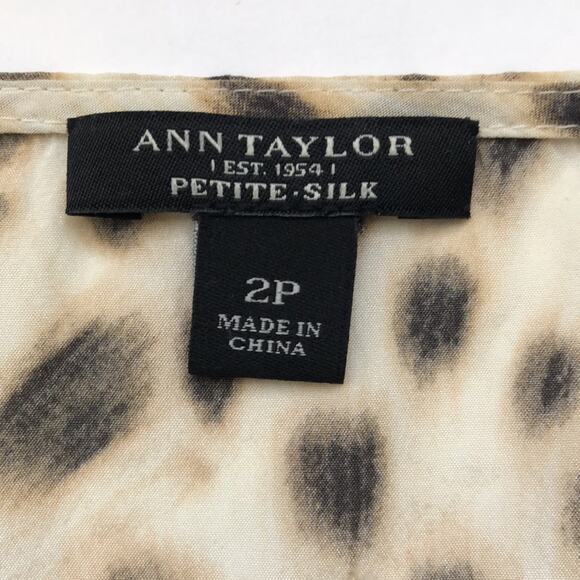 ANN TAYLOR
| EST. 1954 |
PETITE·SILK
2P
MADE IN
CHINA